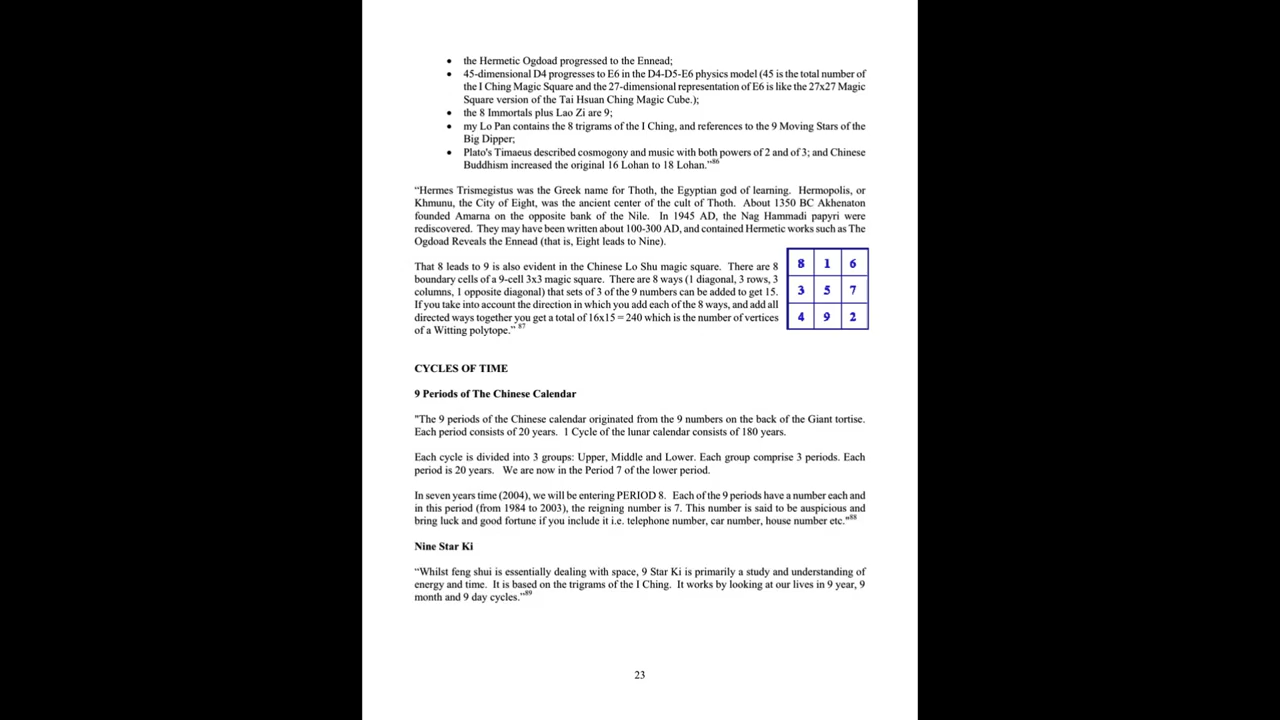 • the Hermetic Ogdoad progressed to the Ennead;
• 45-dimensional D4 progresses to E6 in the D4-D5-E6 physics model (45 is the total number of
the I Ching Magic Square and the 27-dimensional representation of E6 is like the 27x27 Magic
Square version of the Tai Hsuan Ching Magic Cube.);
• the 8 Immortals plus Lao Zi are 9;
• my Lo Pan contains the 8 trigrams of the I Ching, and references to the 9 Moving Stars of the
Big Dipper;
• Plato's Timaeus described cosmogony and music with both powers of 2 and of 3; and Chinese
Buddhism increased the original 16 Lohan to 18 Lohan."86
"Hermes Trismegistus was the Greek name for Thoth, the Egyptian god of learning. Hermopolis, or
Khmunu, the City of Eight, was the ancient center of the cult of Thoth. About 1350 BC Akhenaton
founded Amarna on the opposite bank of the Nile. In 1945 AD, the Nag Hammadi papyri were
rediscovered. They may have been written about 100-300 AD, and contained Hermetic works such as The
Ogdoad Reveals the Ennead (that is, Eight leads to Nine).
That 8 leads to 9 is also evident in the Chinese Lo Shu magic square. There are 8
boundary cells of a 9-cell 3x3 magic square. There are 8 ways (1 diagonal, 3 rows, 3
columns, 1 opposite diagonal) that sets of 3 of the 9 numbers can be added to get 15.
If you take into account the direction in which you add each of the 8 ways, and add all
directed ways together you get a total of 16x15 = 240 which is the number of vertices
of a Witting polytope." 87
8 1 6
3 5 7
4 9 2
CYCLES OF TIME
9 Periods of The Chinese Calendar
"The 9 periods of the Chinese calendar originated from the 9 numbers on the back of the Giant tortise.
Each period consists of 20 years. 1 Cycle of the lunar calendar consists of 180 years.
Each cycle is divided into 3 groups: Upper, Middle and Lower. Each group comprise 3 periods. Each
period is 20 years. We are now in the Period 7 of the lower period.
In seven years time (2004), we will be entering PERIOD 8. Each of the 9 periods have a number each and
in this period (from 1984 to 2003), the reigning number is 7. This number is said to be auspicious and
bring luck and good fortune if you include it i.e. telephone number, car number, house number etc."88
Nine Star Ki
"Whilst feng shui is essentially dealing with space, 9 Star Ki is primarily a study and understanding of
energy and time. It is based on the trigrams of the I Ching. It works by looking at our lives in 9 year, 9
month and 9 day cycles."89
23